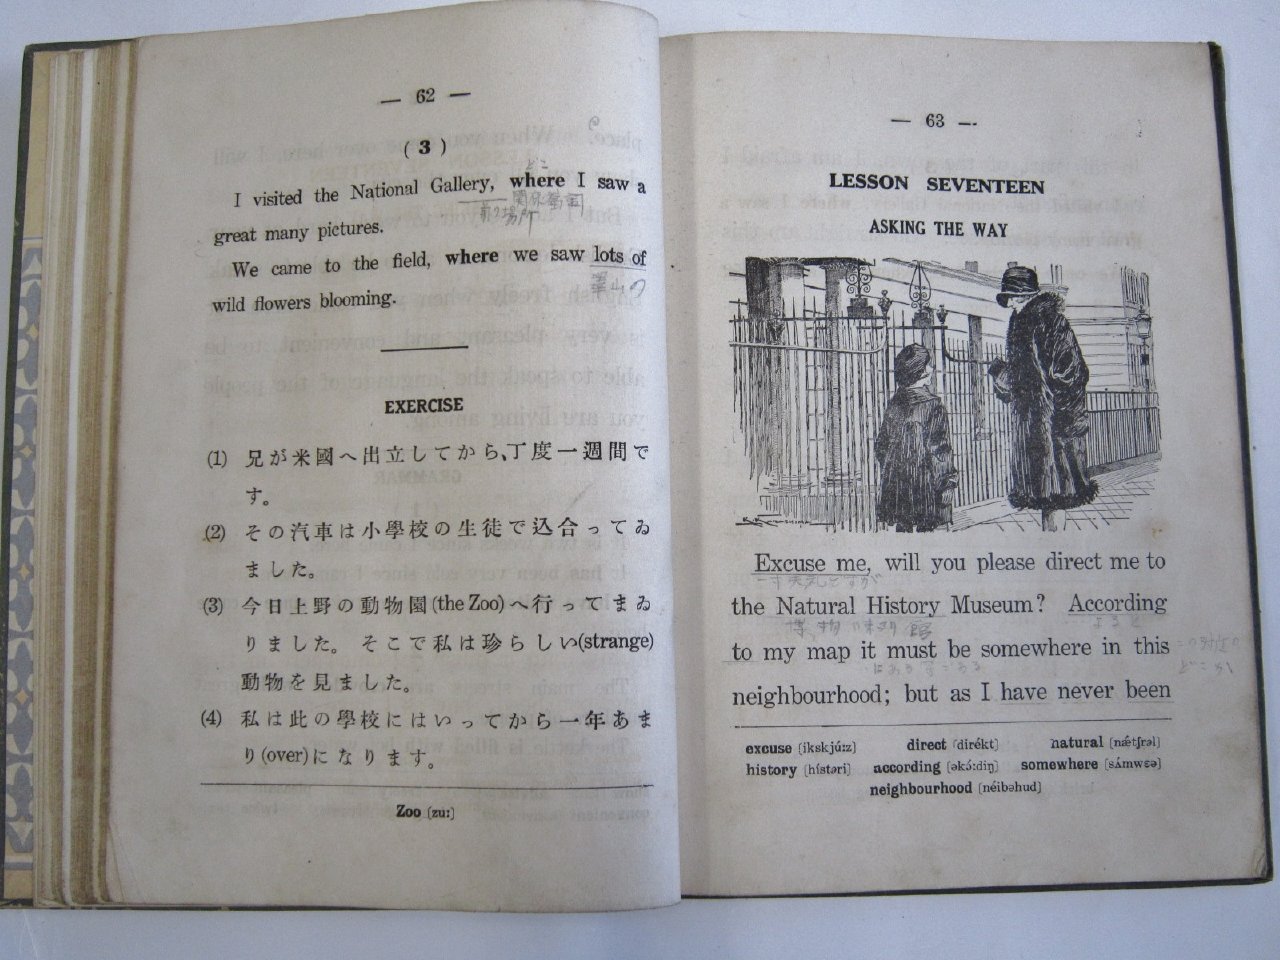 — 62 —
( 3 )
I visited the National Gallery, where I saw a
great many pictures.
We came to the field, where we saw lots of
wild flowers blooming.
EXERCISE
(1) 兄が米國へ出立してから、丁度一週間で
す。
(2) その汽車は小學校の生徒で込合ってゐ
ました。
(3) 今日上野の動物園(the Zoo)へ行ってまゐ
りました。そこで私は珍らしい(strange)
動物を見ました。
(4) 私は此の學校にはいってから一年あま
り(over)になります。
Zoo [zuː]
— 63 —
LESSON SEVENTEEN
ASKING THE WAY
Excuse me, will you please direct me to
the Natural History Museum? According
to my map it must be somewhere in this
neighbourhood; but as I have never been
excuse [ikskjúːz] direct [dirékt] natural [nǽtʃrəl]
history [hístəri] according [əkɔ́ːdiŋ] somewhere [sʌ́mwɛə]
neighbourhood [néibəhud]